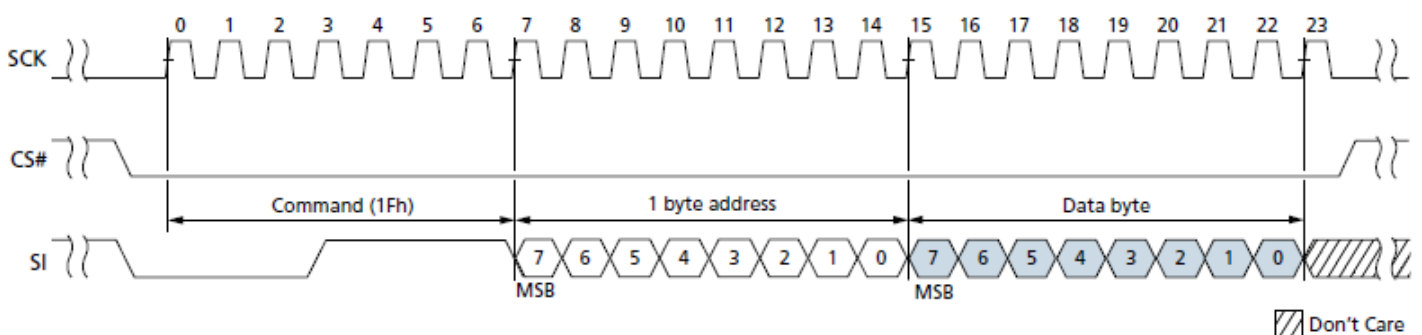 0 1 2 3 4 5 6 7 8 9 10 11 12 13 14 15 16 17 18 19 20 21 22 23
SCK
CS#
Command (1Fh) 1 byte address Data byte
SI 7 6 5 4 3 2 1 0 7 6 5 4 3 2 1 0
MSB MSB
Don't Care